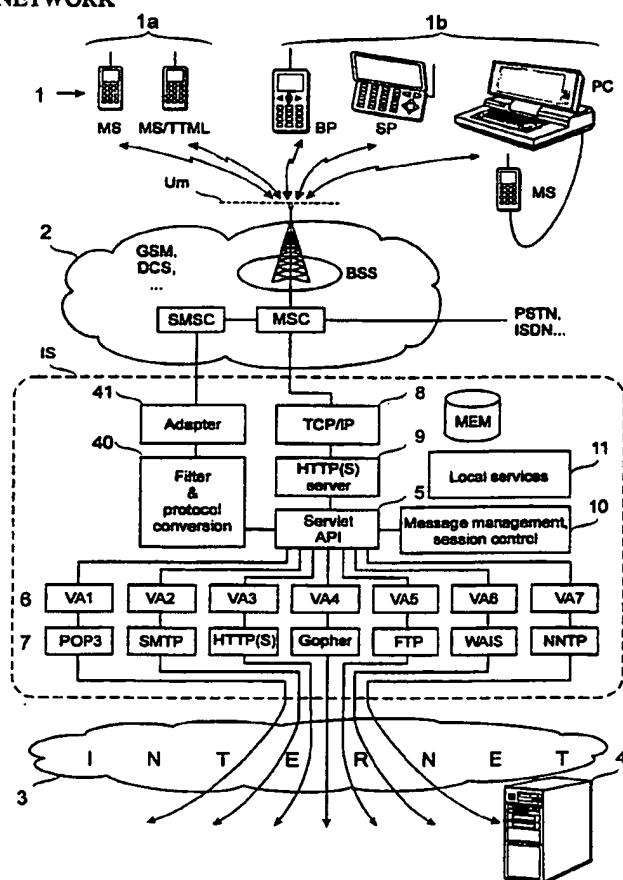 NETWORK
1a
1b
1
MS
MS/TTML
BP
SP
PC
MS
Um
2
GSM,
DCS,
...
BSS
SMSC
MSC
PSTN,
ISDN...
IS
41
Adapter
8
TCP/IP
MEM
40
Filter
&
protocol
conversion
9
HTTP(S)
server
11
Local services
5
Servlet
API
10
Message management,
session control
6
VA1
VA2
VA3
VA4
VA5
VA6
VA7
7
POP3
SMTP
HTTP(S)
Gopher
FTP
WAIS
NNTP
I N T E R N E T
3
4